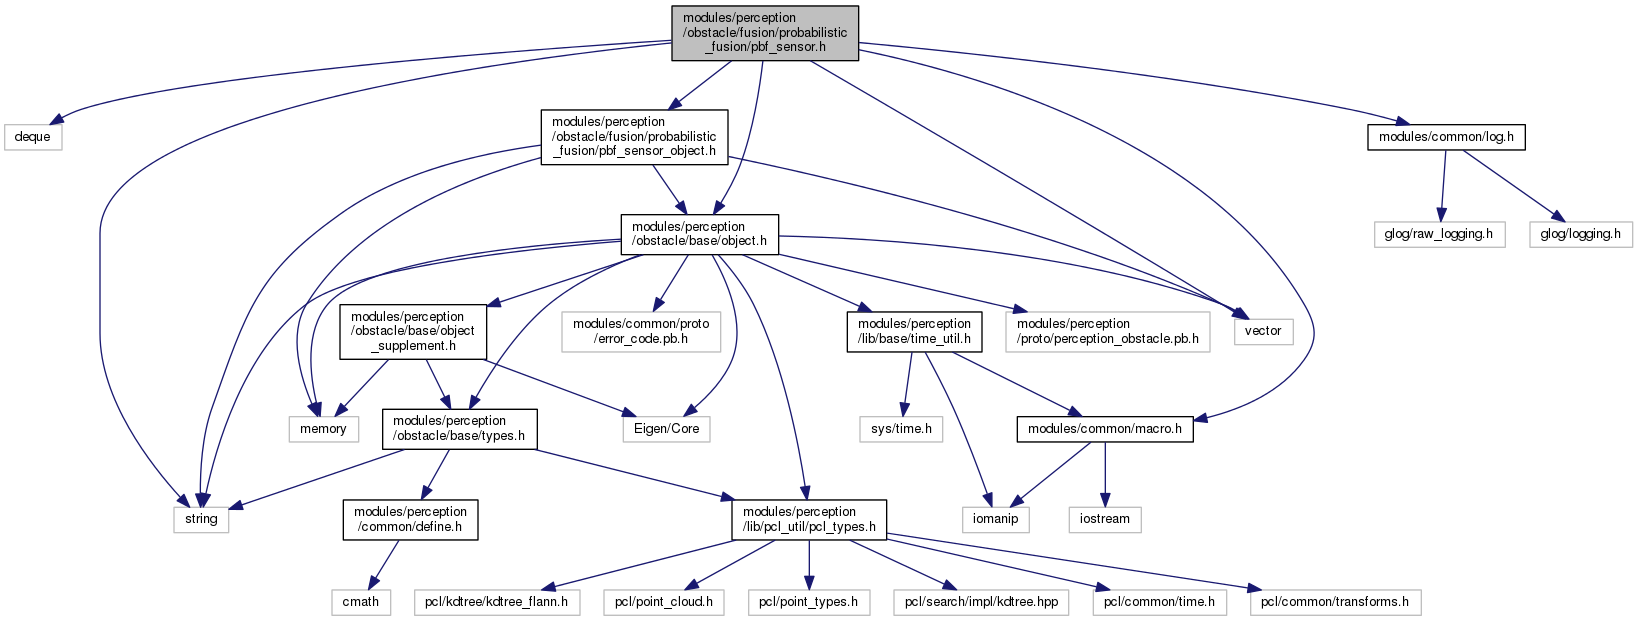 modules/perception
/obstacle/fusion/probabilistic
_fusion/pbf_sensor.h
deque
modules/perception
/obstacle/fusion/probabilistic
_fusion/pbf_sensor_object.h
modules/common/log.h
modules/perception
/obstacle/base/object.h
glog/raw_logging.h
glog/logging.h
modules/perception
/obstacle/base/object
_supplement.h
modules/common/proto
/error_code.pb.h
modules/perception
/lib/base/time_util.h
modules/perception
/proto/perception_obstacle.pb.h
vector
memory
modules/perception
/obstacle/base/types.h
Eigen/Core
sys/time.h
modules/common/macro.h
string
modules/perception
/common/define.h
modules/perception
/lib/pcl_util/pcl_types.h
iomanip
iostream
cmath
pcl/kdtree/kdtree_flann.h
pcl/point_cloud.h
pcl/point_types.h
pcl/search/impl/kdtree.hpp
pcl/common/time.h
pcl/common/transforms.h